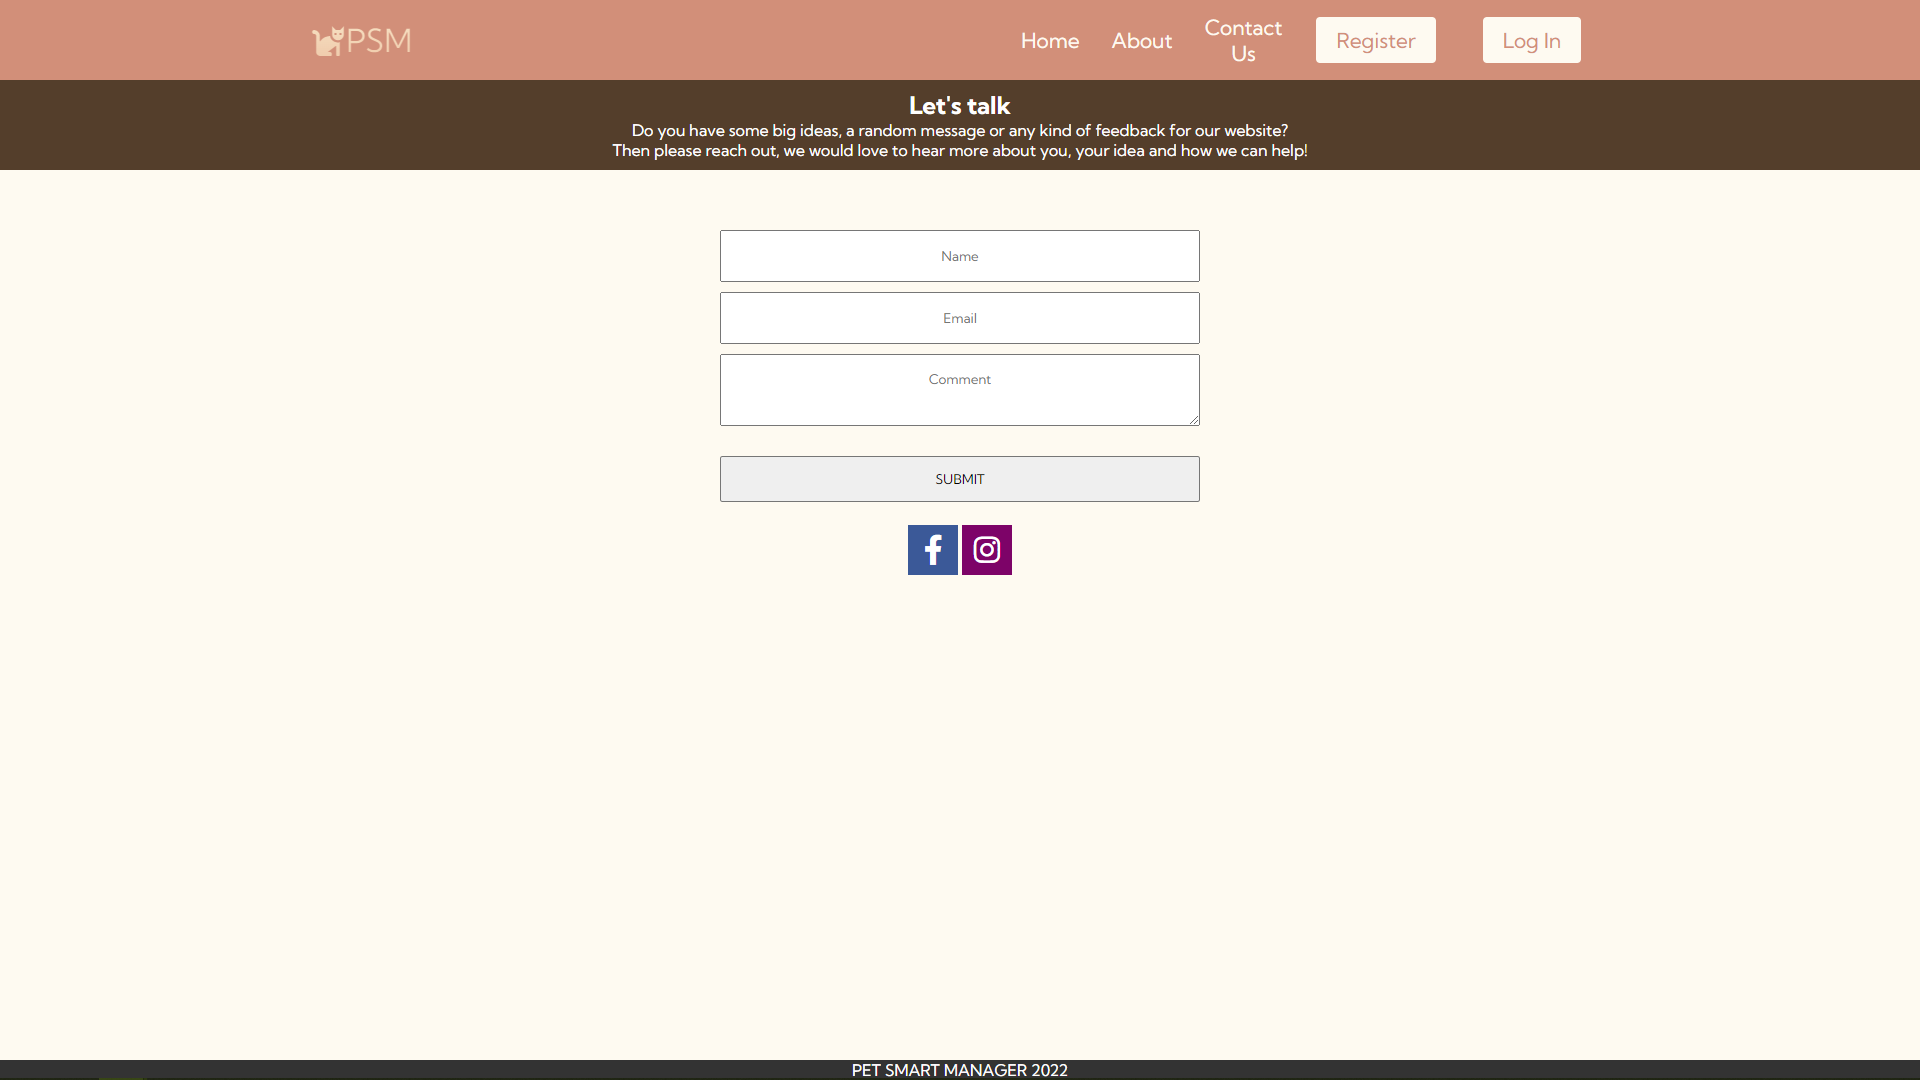 PSM
Home
About
Contact
Us
Register
Log In
Let's talk
Do you have some big ideas, a random message or any kind of feedback for our website?
Then please reach out, we would love to hear more about you, your idea and how we can help!
Name
Email
Comment
SUBMIT
PET SMART MANAGER 2022